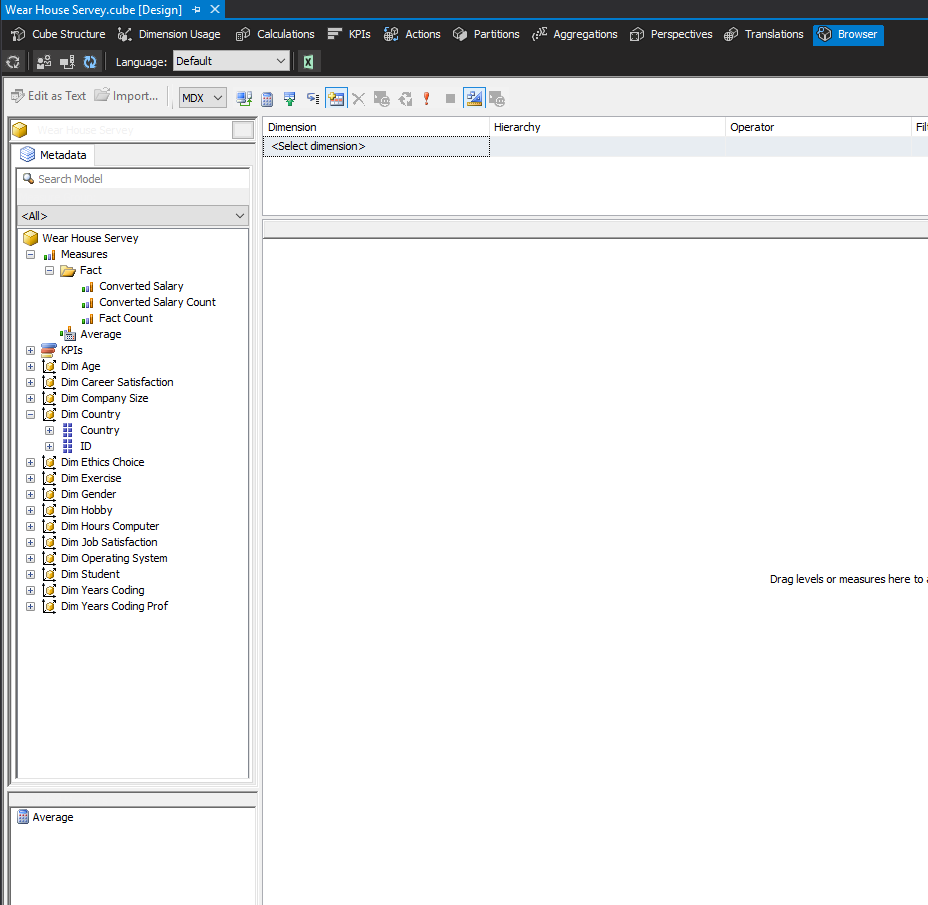 Wear House Servey.cube [Design]
Cube Structure Dimension Usage Calculations KPIs Actions Partitions Aggregations Perspectives Translations Browser
Language: Default
Edit as Text Import... MDX
Wear House Servey
Metadata
Search Model
<All>
Wear House Servey
Measures
Fact
Converted Salary
Converted Salary Count
Fact Count
Average
KPIs
Dim Age
Dim Career Satisfaction
Dim Company Size
Dim Country
Country
ID
Dim Ethics Choice
Dim Exercise
Dim Gender
Dim Hobby
Dim Hours Computer
Dim Job Satisfaction
Dim Operating System
Dim Student
Dim Years Coding
Dim Years Coding Prof
Average
Dimension Hierarchy Operator Fil
<Select dimension>
Drag levels or measures here to a